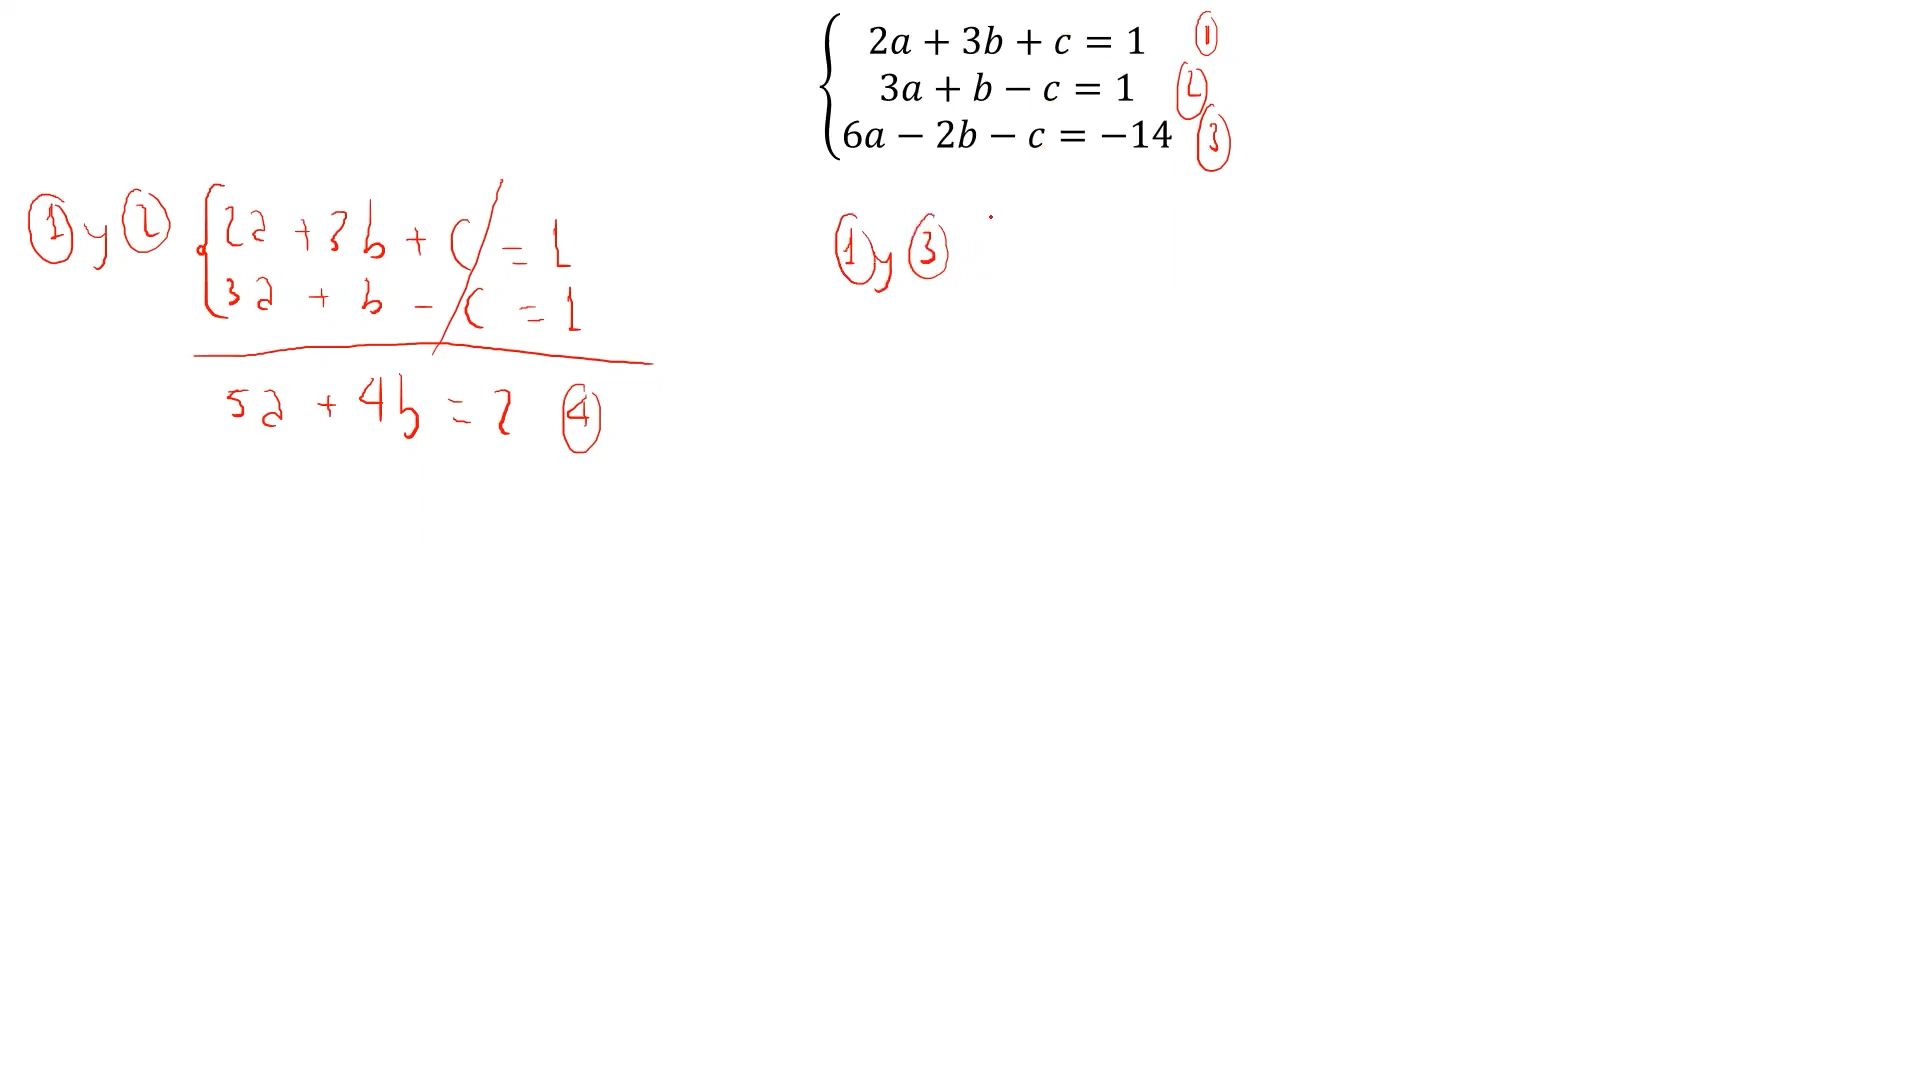 2a + 3b + c = 1 ①
3a + b − c = 1 ②
6a − 2b − c = −14 ③
① y ② 2a + 3b + c = 1
3a + b - c = 1
5a + 4b = 2 ④
① y ③